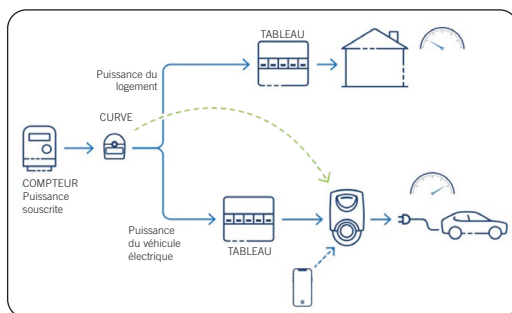 TABLEAU
Puissance du
logement
CURVE
COMPTEUR
Puissance
souscrite
Puissance
du véhicule
électrique
TABLEAU